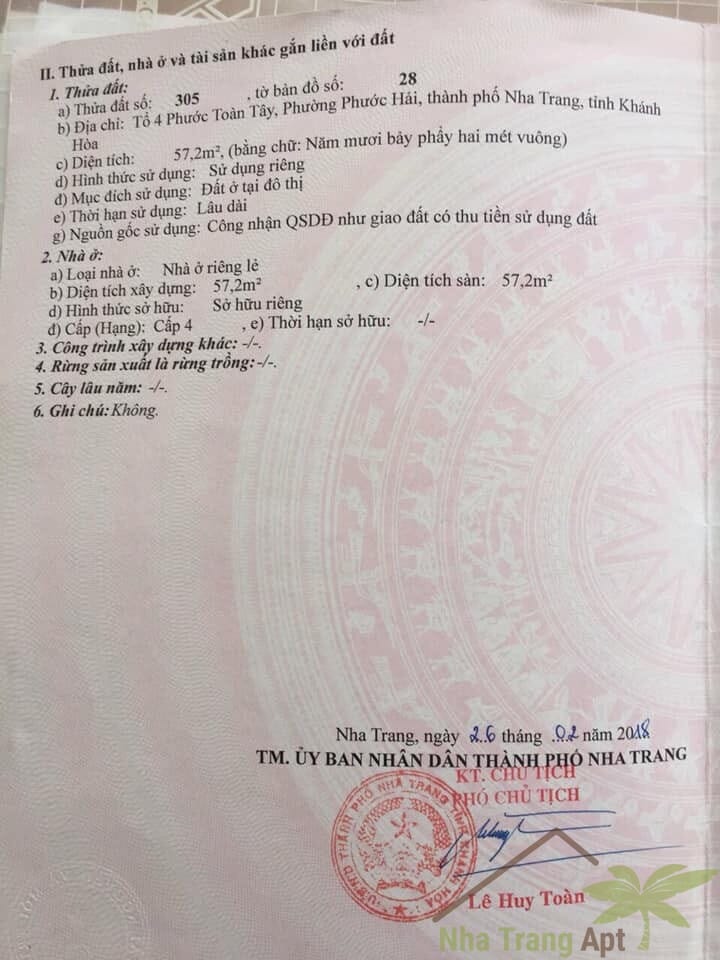 II. Thửa đất, nhà ở và tài sản khác gắn liền với đất
1. Thửa đất:
a) Thửa đất số: 305 , tờ bản đồ số: 28
b) Địa chỉ: Tổ 4 Phước Toàn Tây, Phường Phước Hải, thành phố Nha Trang, tỉnh Khánh
Hòa
c) Diện tích: 57,2m², (bằng chữ: Năm mươi bảy phẩy hai mét vuông)
d) Hình thức sử dụng: Sử dụng riêng
đ) Mục đích sử dụng: Đất ở tại đô thị
e) Thời hạn sử dụng: Lâu dài
g) Nguồn gốc sử dụng: Công nhận QSDĐ như giao đất có thu tiền sử dụng đất
2. Nhà ở:
a) Loại nhà ở: Nhà ở riêng lẻ
b) Diện tích xây dựng: 57,2m² , c) Diện tích sàn: 57,2m²
d) Hình thức sở hữu: Sở hữu riêng
đ) Cấp (Hạng): Cấp 4 , e) Thời hạn sở hữu: -/-
3. Công trình xây dựng khác: -/-.
4. Rừng sản xuất là rừng trồng:-/-.
5. Cây lâu năm: -/-.
6. Ghi chú: Không.
Nha Trang, ngày 26 tháng 02 năm 2018
TM. ỦY BAN NHÂN DÂN THÀNH PHỐ NHA TRANG
KT. CHỦ TỊCH
PHÓ CHỦ TỊCH
U.B.N.D THÀNH PHỐ NHA TRANG TỈNH KHÁNH HÒA
Lê Huy Toàn
Nha Trang Apt